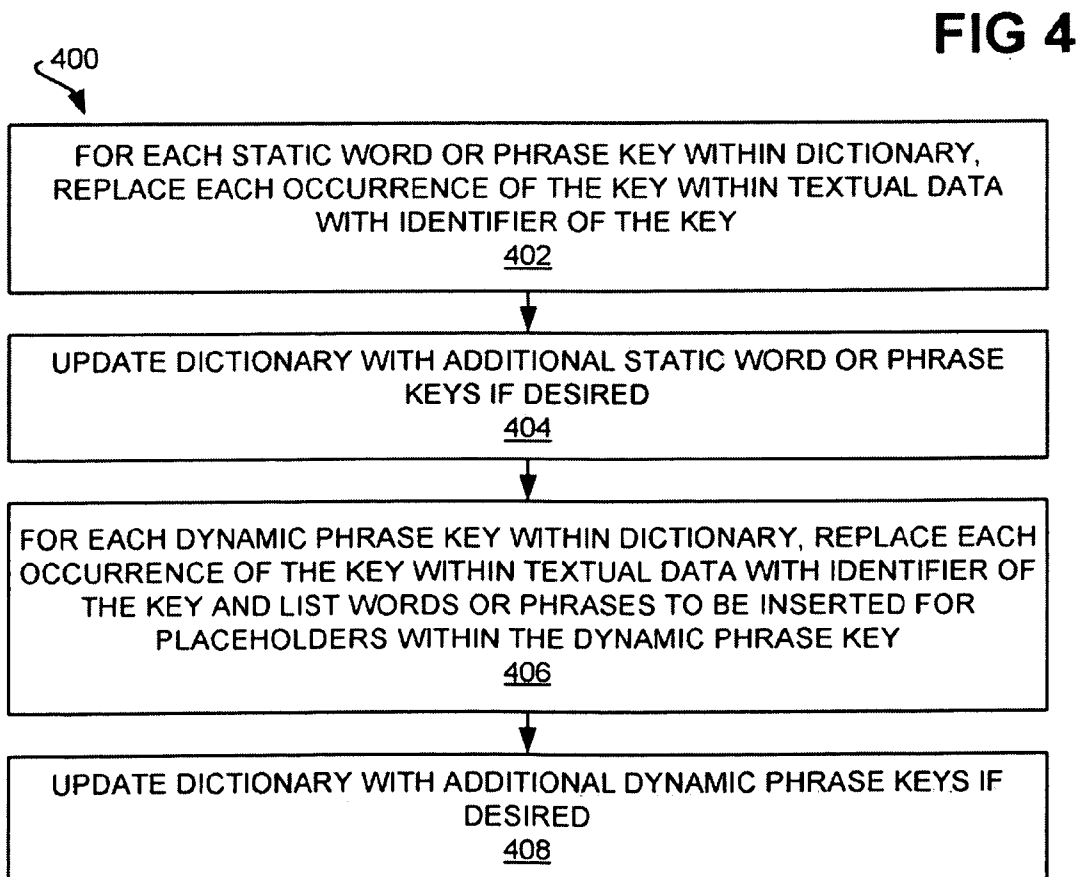 FIG 4
400
FOR EACH STATIC WORD OR PHRASE KEY WITHIN DICTIONARY,
REPLACE EACH OCCURRENCE OF THE KEY WITHIN TEXTUAL DATA
WITH IDENTIFIER OF THE KEY
402
UPDATE DICTIONARY WITH ADDITIONAL STATIC WORD OR PHRASE
KEYS IF DESIRED
404
FOR EACH DYNAMIC PHRASE KEY WITHIN DICTIONARY, REPLACE EACH
OCCURRENCE OF THE KEY WITHIN TEXTUAL DATA WITH IDENTIFIER OF
THE KEY AND LIST WORDS OR PHRASES TO BE INSERTED FOR
PLACEHOLDERS WITHIN THE DYNAMIC PHRASE KEY
406
UPDATE DICTIONARY WITH ADDITIONAL DYNAMIC PHRASE KEYS IF
DESIRED
408